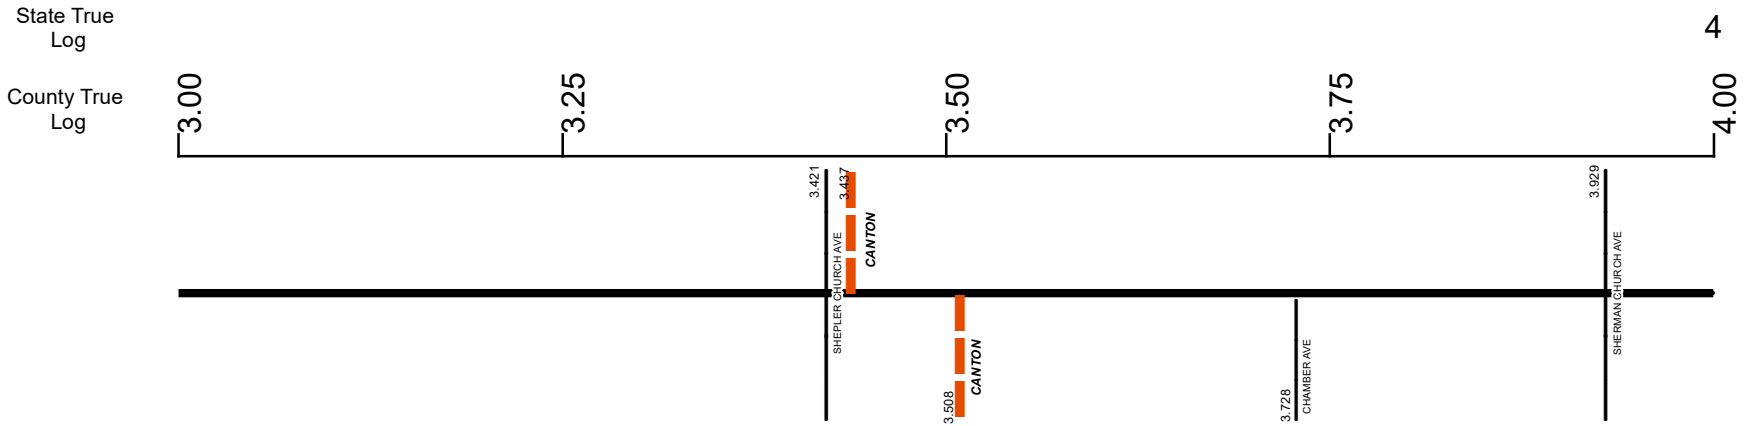 State True
Log
4
County True
Log
3.00
3.25
3.50
3.75
4.00
3.421
3.437
3.929
SHEPLER CHURCH AVE
CANTON
SHERMAN CHURCH AVE
3.508
CANTON
3.728
CHAMBER AVE